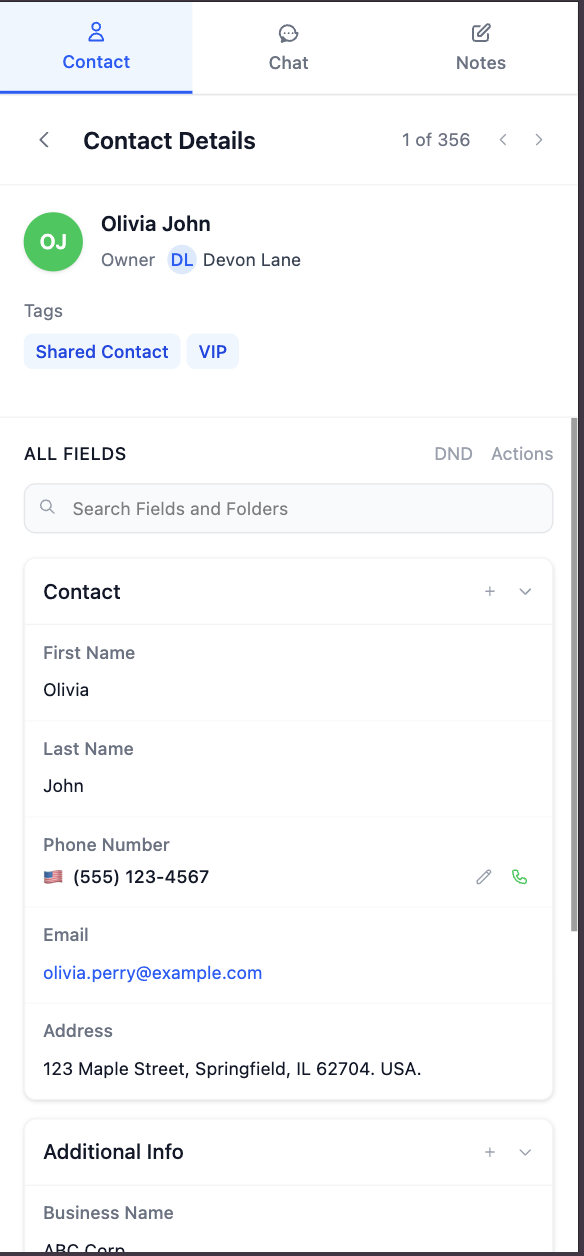 Contact Chat Notes
Contact Details 1 of 356
OJ
Olivia John
Owner DL Devon Lane
Tags
Shared Contact VIP
ALL FIELDS DND Actions
Search Fields and Folders
Contact
First Name
Olivia
Last Name
John
Phone Number
(555) 123-4567
Email
olivia.perry@example.com
Address
123 Maple Street, Springfield, IL 62704. USA.
Additional Info
Business Name
ABC Corp